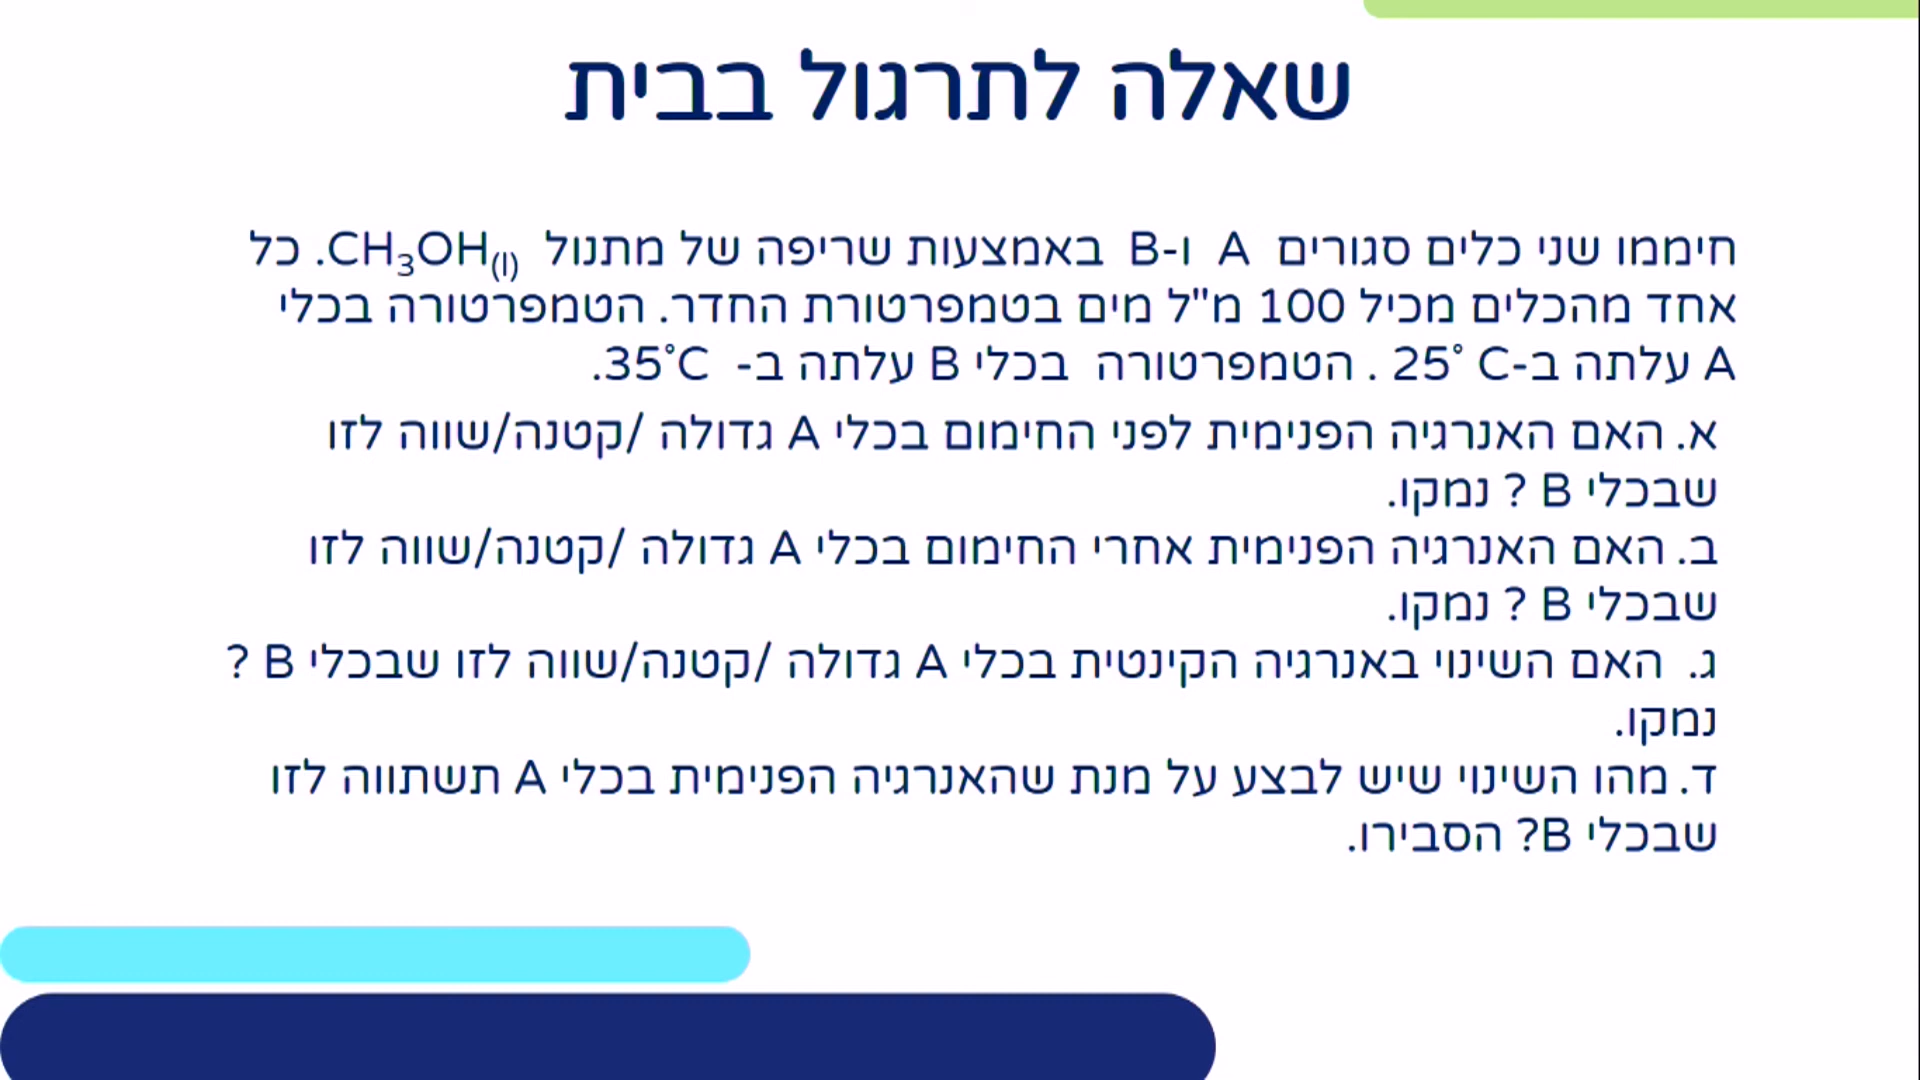 שאלה לתרגול בבית
חיממו שני כלים סגורים A ו-B באמצעות שריפה של מתנול CH₃OH₍ₗ₎. כל
אחד מהכלים מכיל 100 מ"ל מים בטמפרטורת החדר. הטמפרטורה בכלי
A עלתה ב-25˚ C . הטמפרטורה בכלי B עלתה ב- 35˚C.
א. האם האנרגיה הפנימית לפני החימום בכלי A גדולה /קטנה/שווה לזו
שבכלי B ? נמקו.
ב. האם האנרגיה הפנימית אחרי החימום בכלי A גדולה /קטנה/שווה לזו
שבכלי B ? נמקו.
ג. האם השינוי באנרגיה הקינטית בכלי A גדולה /קטנה/שווה לזו שבכלי B ?
נמקו.
ד. מהו השינוי שיש לבצע על מנת שהאנרגיה הפנימית בכלי A תשתווה לזו
שבכלי B? הסבירו.